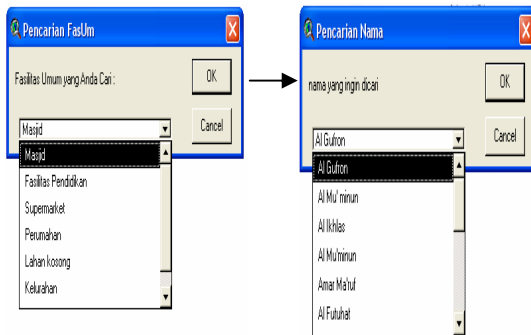 Pencarian FasUm
Fasilitas Umum yang Anda Cari :
OK
Cancel
Masjid
Masjid
Fasilitas Pendidikan
Supermarket
Perumahan
Lahan kosong
Kelurahan
Pencarian Nama
nama yang ingin dicari
OK
Cancel
Al Gufron
Al Gufron
Al Mu' minun
Al Ikhlas
Al Mu'minun
Amar Ma'ruf
Al Futuhat